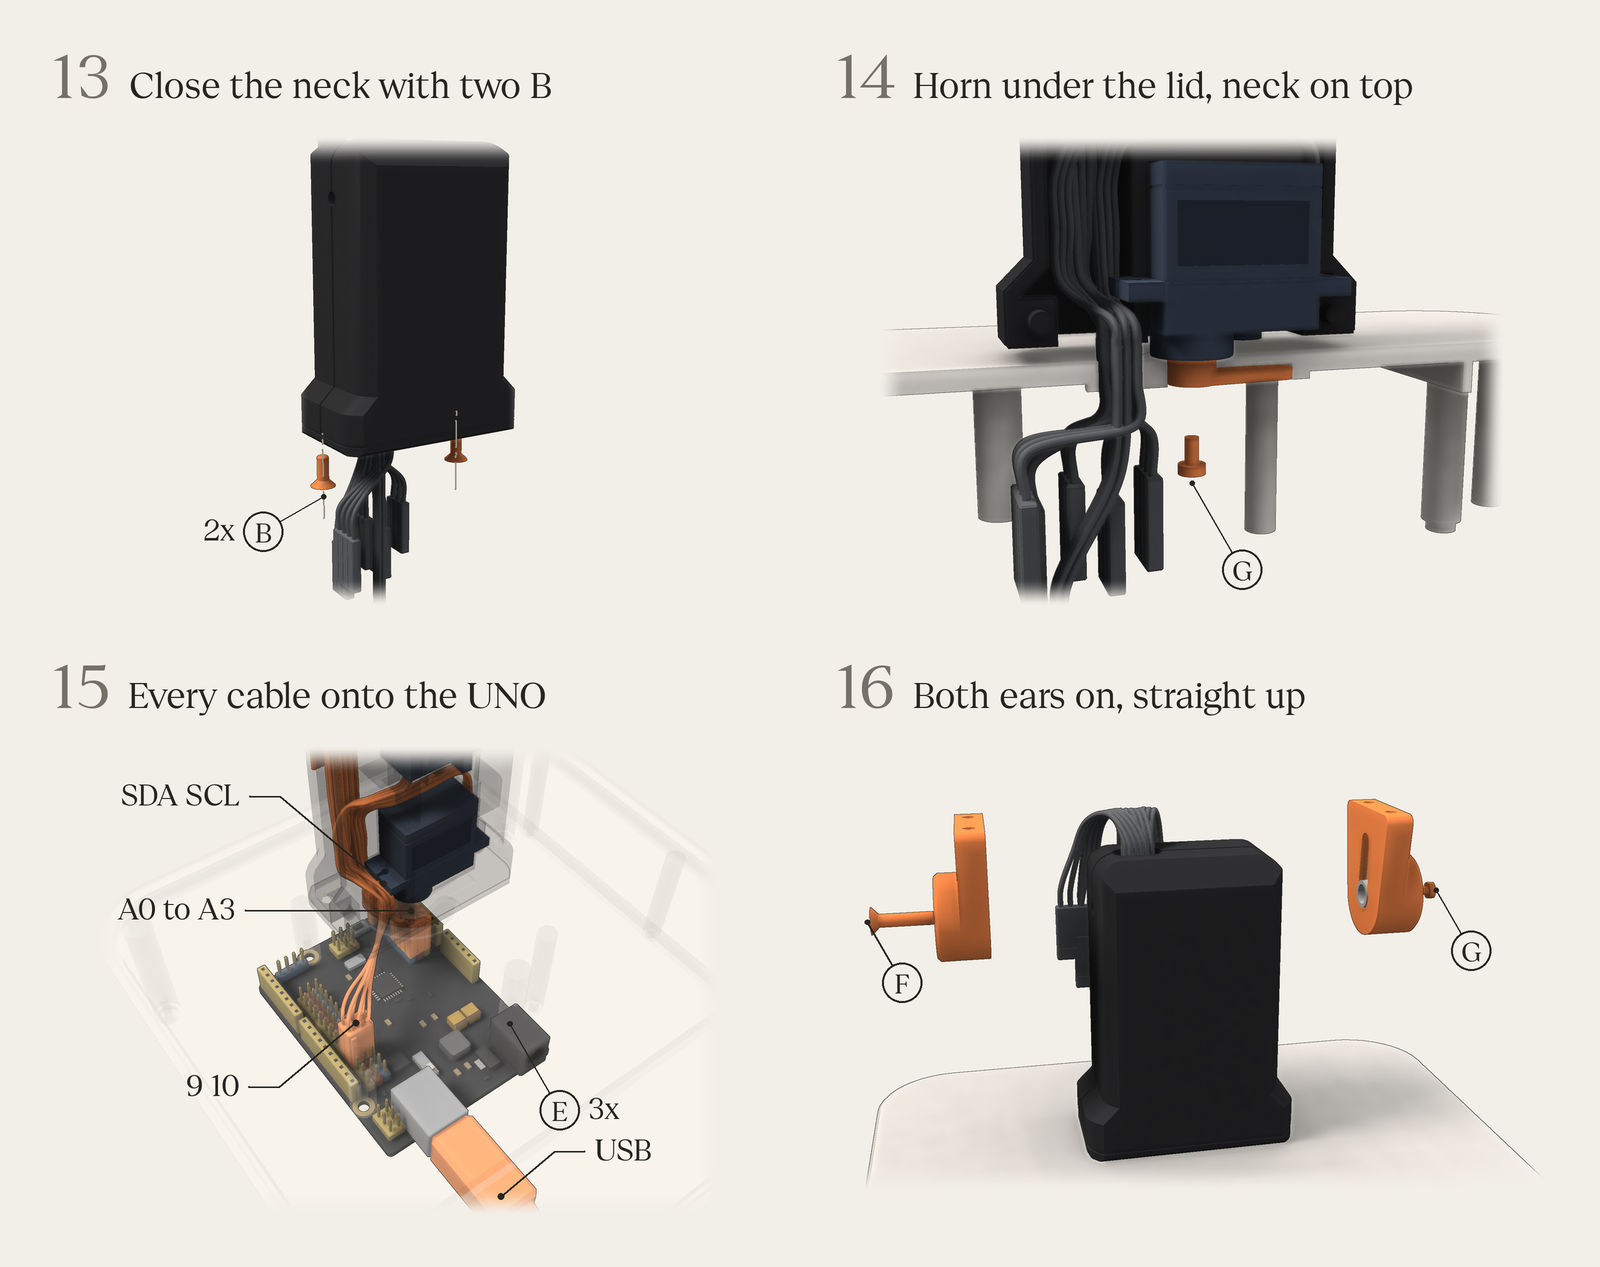 13 Close the neck with two B
2x B
14 Horn under the lid, neck on top
G
15 Every cable onto the UNO
SDA SCL
A0 to A3
9 10
E 3x
USB
16 Both ears on, straight up
F
G